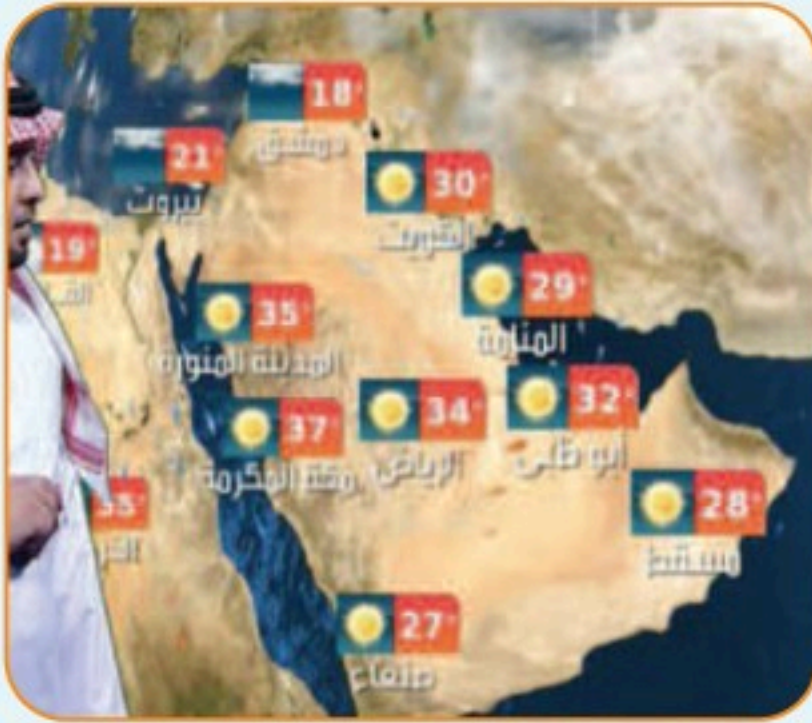 18°
دمشق
21°
بيروت
30°
الكويت
19°
29°
المنامة
35°
المدينة المنورة
32°
أبو ظبي
34°
الرياض
37°
مكة المكرمة
28°
مسقط
35°
27°
صنعاء